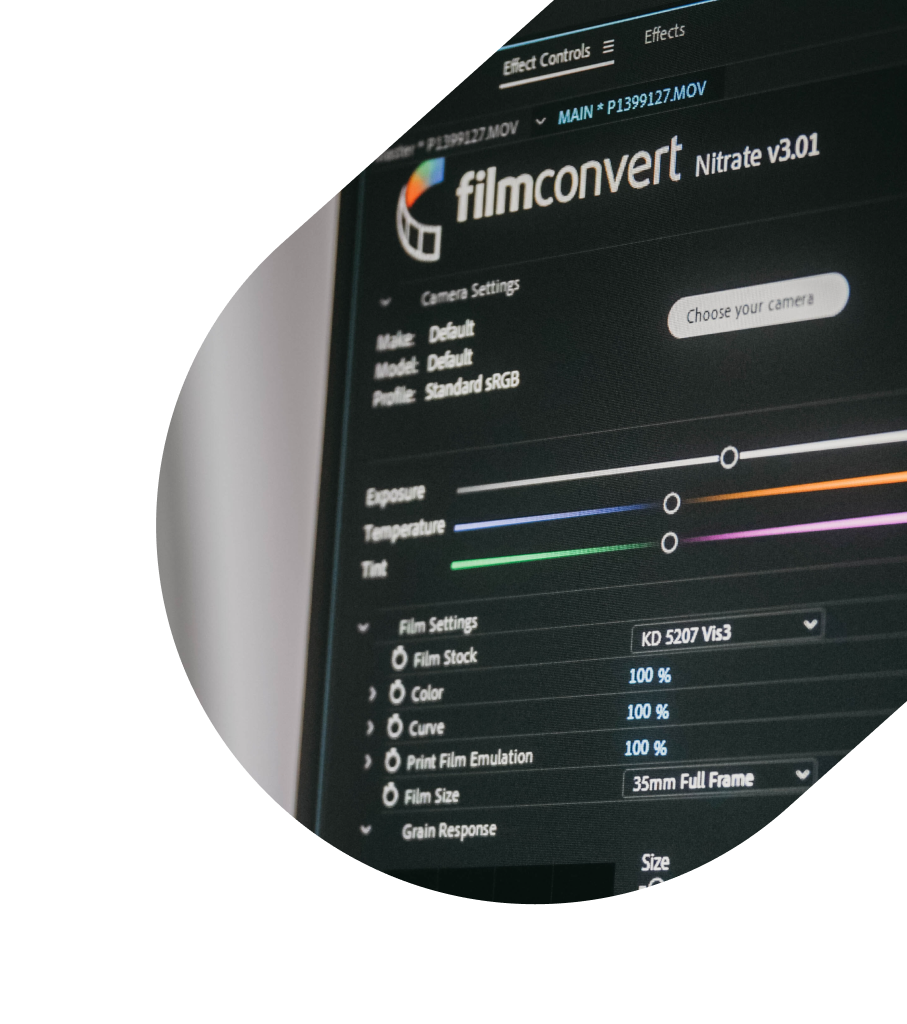 Effect Controls Effects
* P1399127.MOV MAIN * P1399127.MOV
filmconvert Nitrate v3.01
Camera Settings
Choose your camera
Make: Default
Model: Default
Profile: Standard sRGB
Exposure
Temperature
Tint
Film Settings
Film Stock KD 5207 Vis3
Color 100 %
Curve 100 %
Print Film Emulation 100 %
Film Size 35mm Full Frame
Grain Response
Size